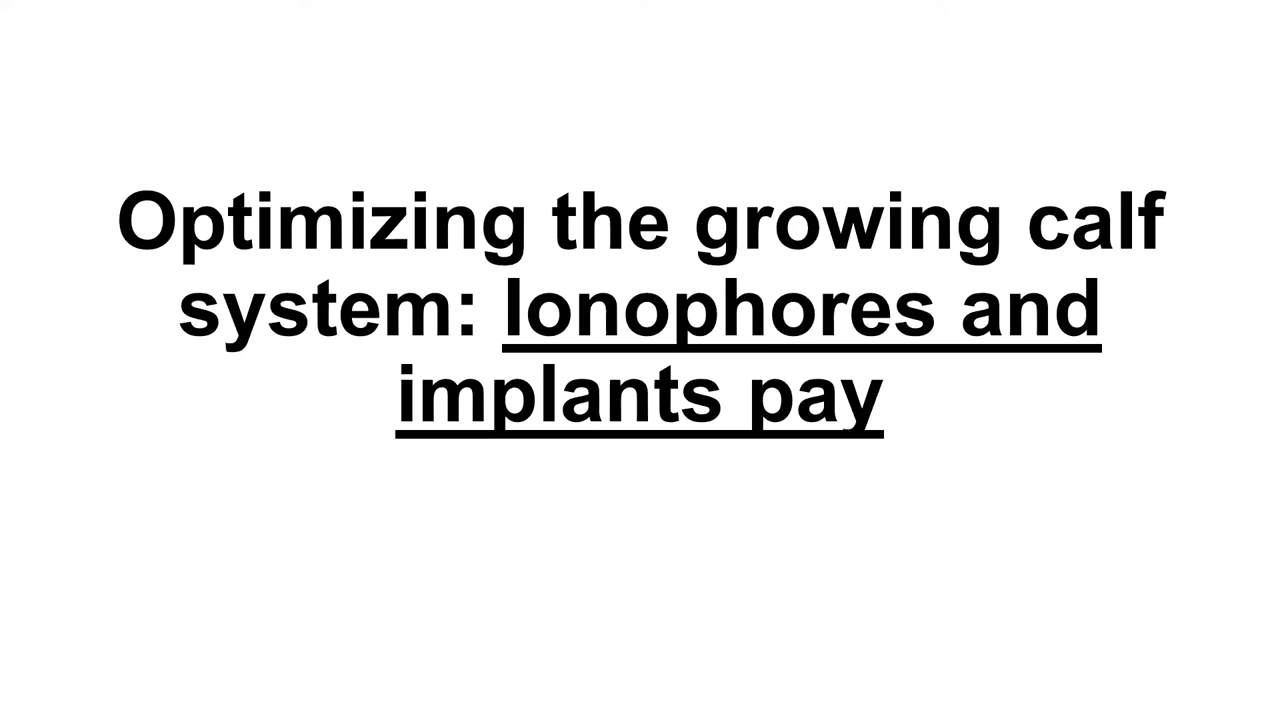 Optimizing the growing calf
system: Ionophores and
implants pay